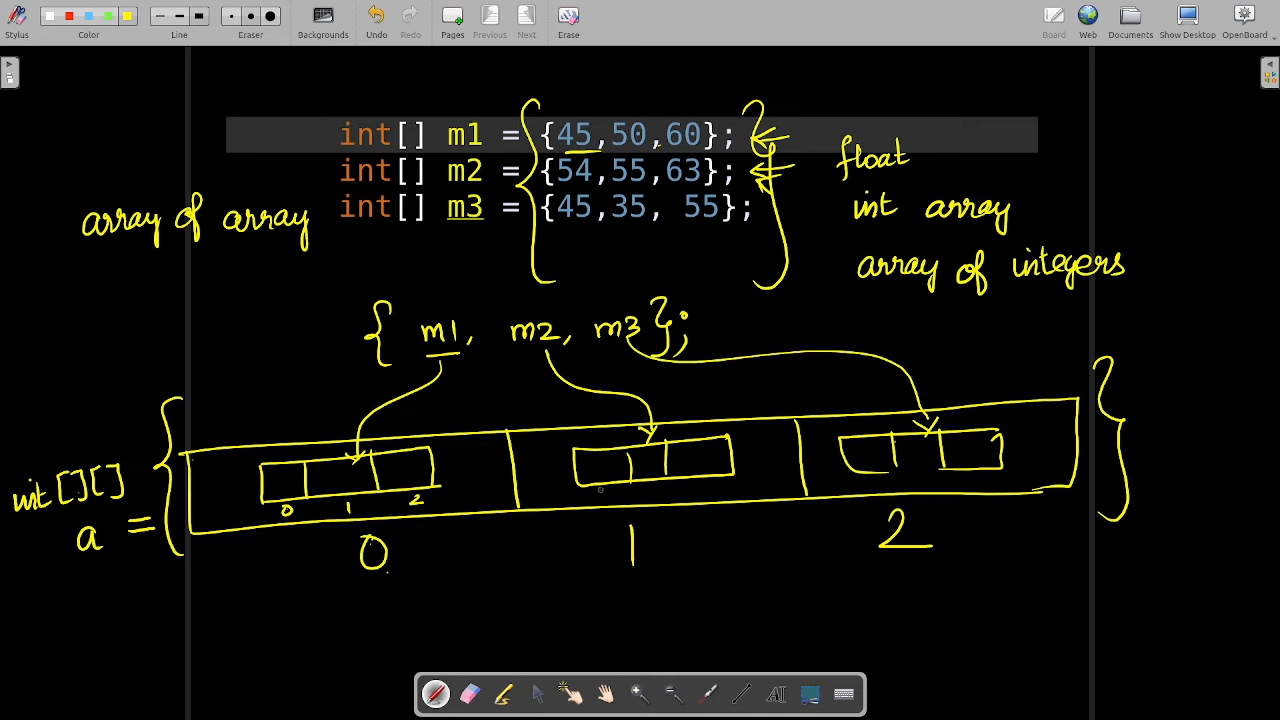 Stylus Color Line Eraser Backgrounds Undo Redo Pages Previous Next Erase Board Web Documents Show Desktop OpenBoard
int[] m1 = {45,50,60};
int[] m2 = {54,55,63};
int[] m3 = {45,35, 55};
float
int array
array of integers
array of array
{ m1, m2, m3};
int[][]
a = {
}
0 1 2
0 1 2
AI